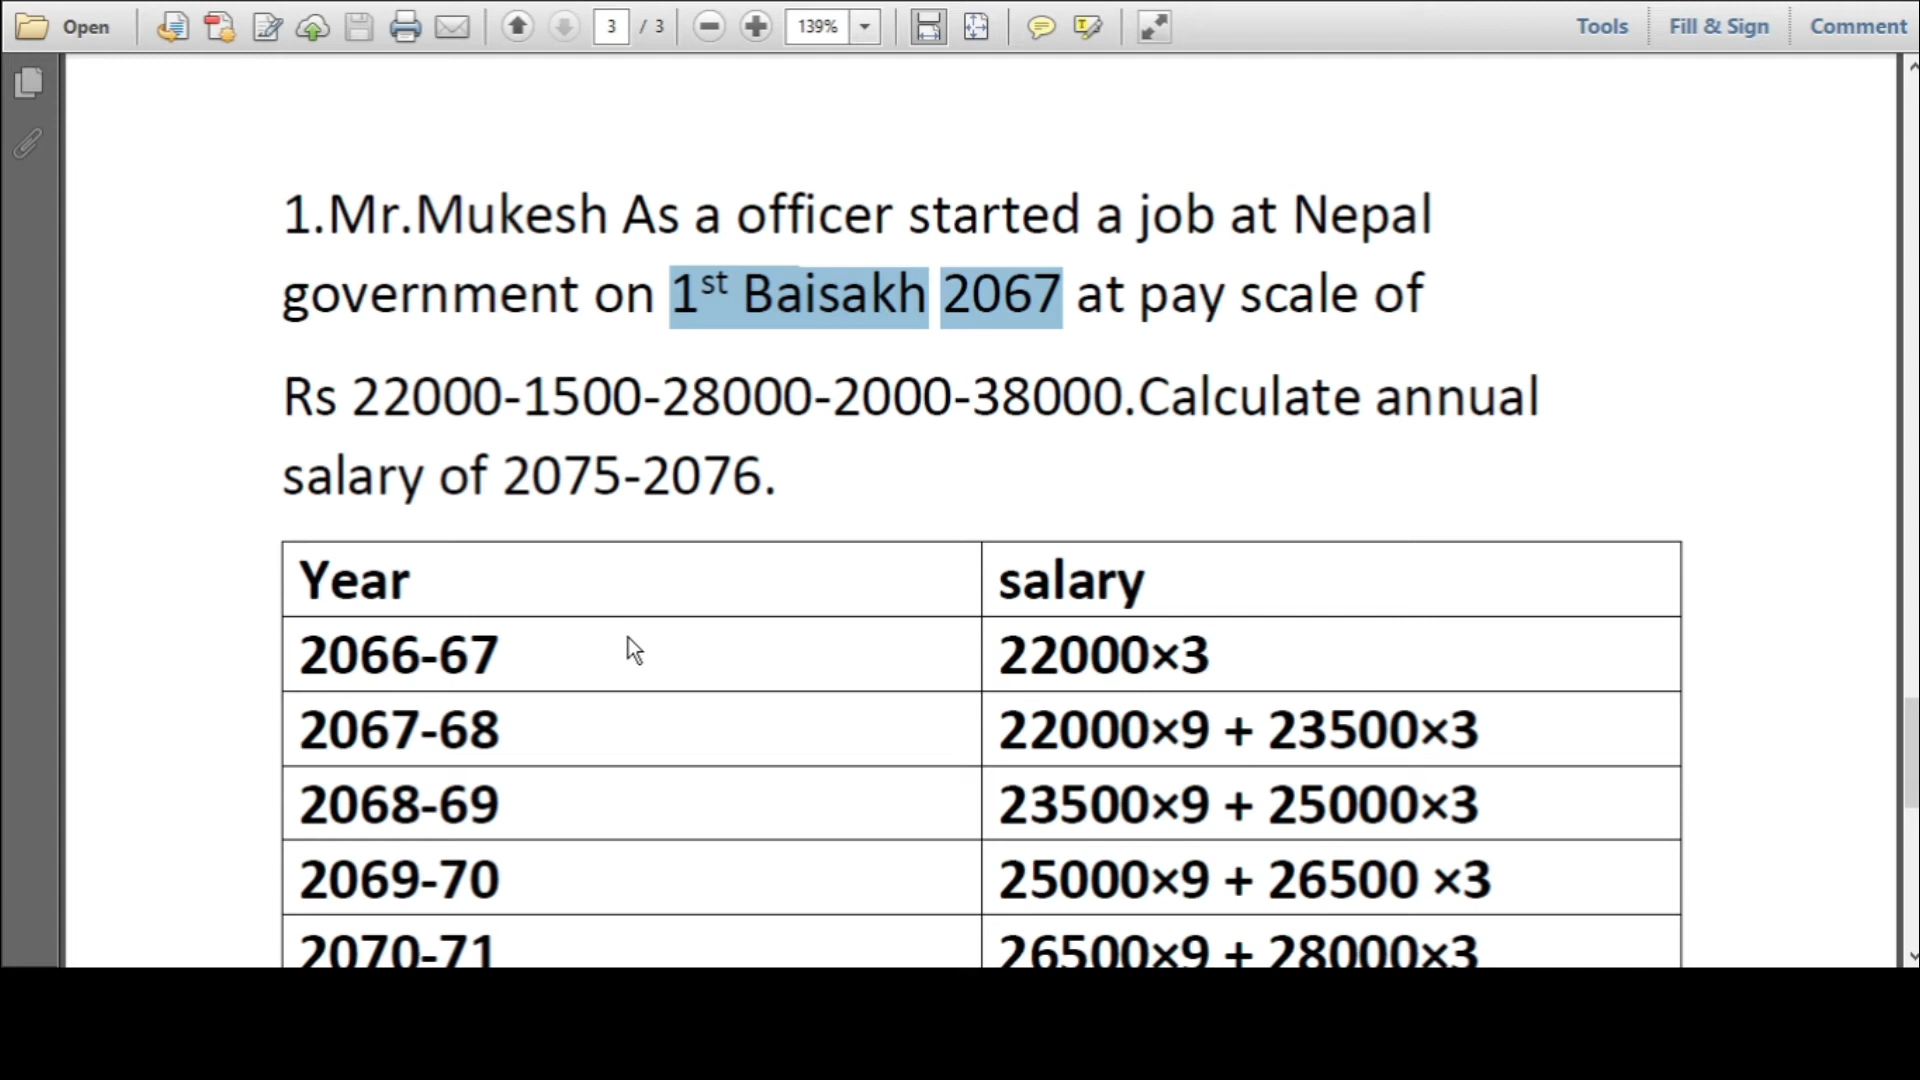 Open 3 / 3 139% Tools Fill & Sign Comment
1.Mr.Mukesh As a officer started a job at Nepal
government on 1st Baisakh 2067 at pay scale of
Rs 22000-1500-28000-2000-38000.Calculate annual
salary of 2075-2076.
Year salary
2066-67 22000×3
2067-68 22000×9 + 23500×3
2068-69 23500×9 + 25000×3
2069-70 25000×9 + 26500 ×3
2070-71 26500×9 + 28000×3